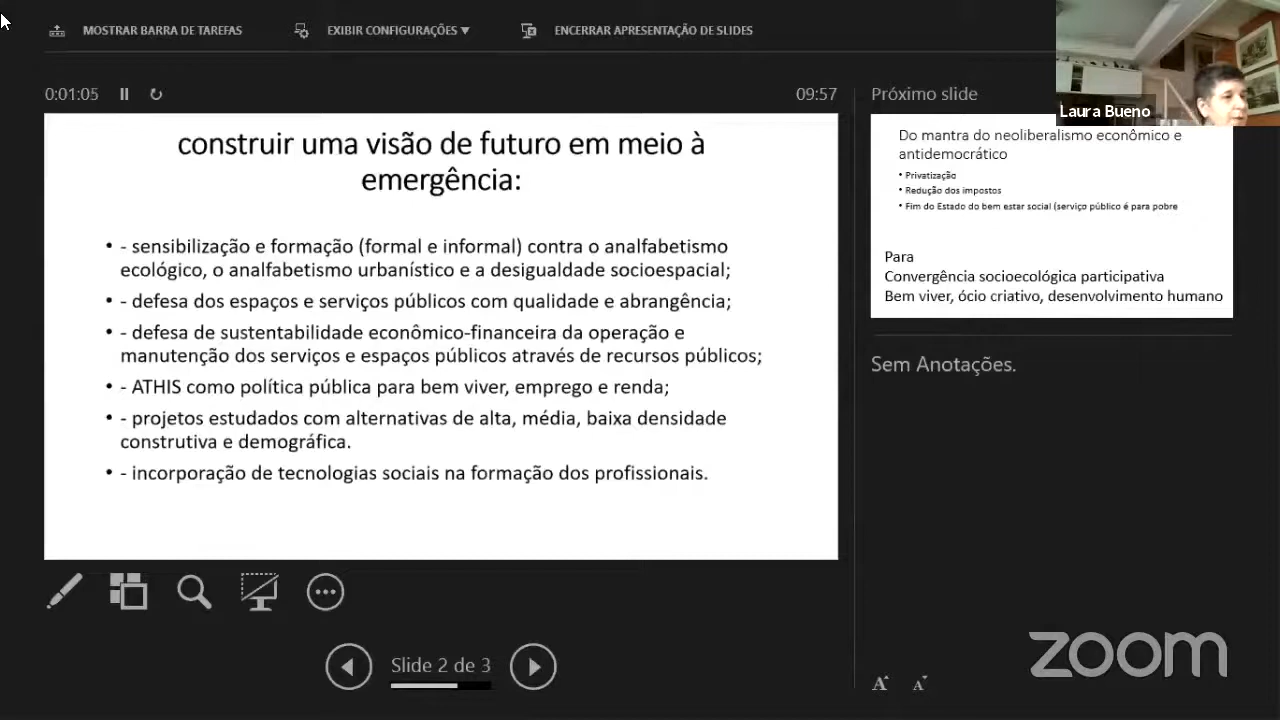 MOSTRAR BARRA DE TAREFAS
EXIBIR CONFIGURAÇÕES ▼
ENCERRAR APRESENTAÇÃO DE SLIDES
Laura Bueno
0:01:05
09:57
construir uma visão de futuro em meio à
emergência:
• - sensibilização e formação (formal e informal) contra o analfabetismo
ecológico, o analfabetismo urbanístico e a desigualdade socioespacial;
• - defesa dos espaços e serviços públicos com qualidade e abrangência;
• - defesa de sustentabilidade econômico-financeira da operação e
manutenção dos serviços e espaços públicos através de recursos públicos;
• - ATHIS como política pública para bem viver, emprego e renda;
• - projetos estudados com alternativas de alta, média, baixa densidade
construtiva e demográfica.
• - incorporação de tecnologias sociais na formação dos profissionais.
Slide 2 de 3
Próximo slide
Do mantra do neoliberalismo econômico e
antidemocrático
• Privatização
• Redução dos impostos
• Fim do Estado do bem estar social (serviço público é para pobre
Para
Convergência socioecológica participativa
Bem viver, ócio criativo, desenvolvimento humano
Sem Anotações.
A A
zoom